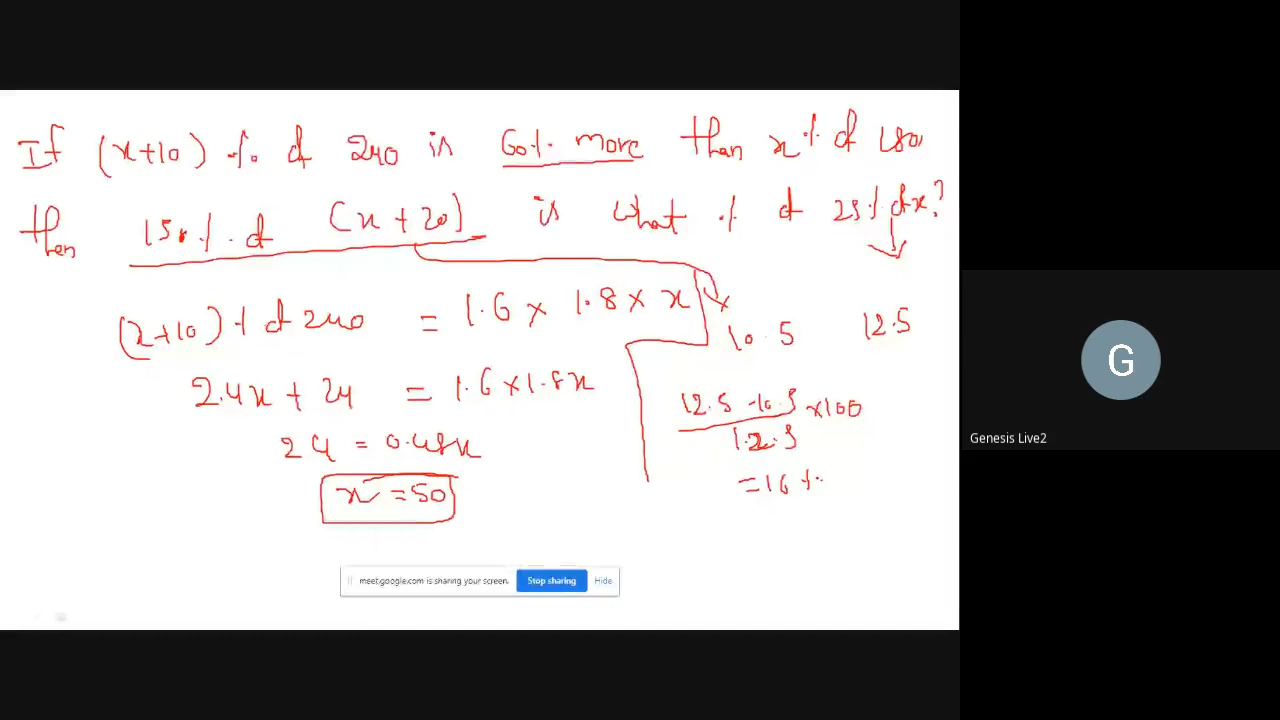 If (x+10) % of 240 is 60% more than x% of 180,
then 15% of (x+20) is what % of 25% of x?
(x+10) % of 240 = 1.6 × 1.8 × x
10.5 12.5
2.4x + 24 = 1.6 × 1.8x
24 = 0.48x
x = 50
12.5 - 10.5 / 12.5 × 100
= 16 %
meet.google.com is sharing your screen.
Stop sharing
Hide
G
Genesis Live2